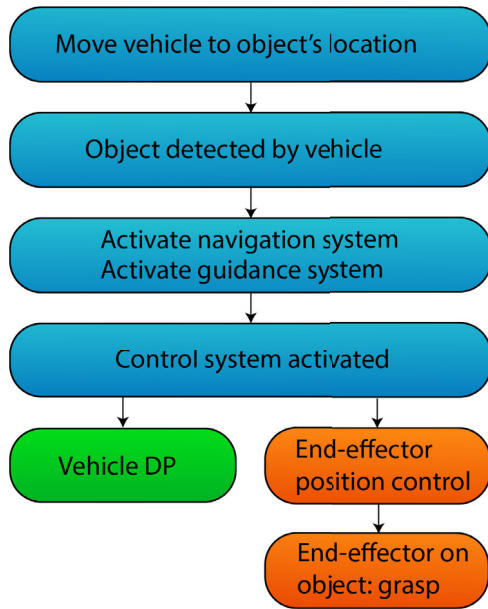 Move vehicle to object's location
Object detected by vehicle
Activate navigation system
Activate guidance system
Control system activated
Vehicle DP
End-effector
position control
End-effector on
object: grasp